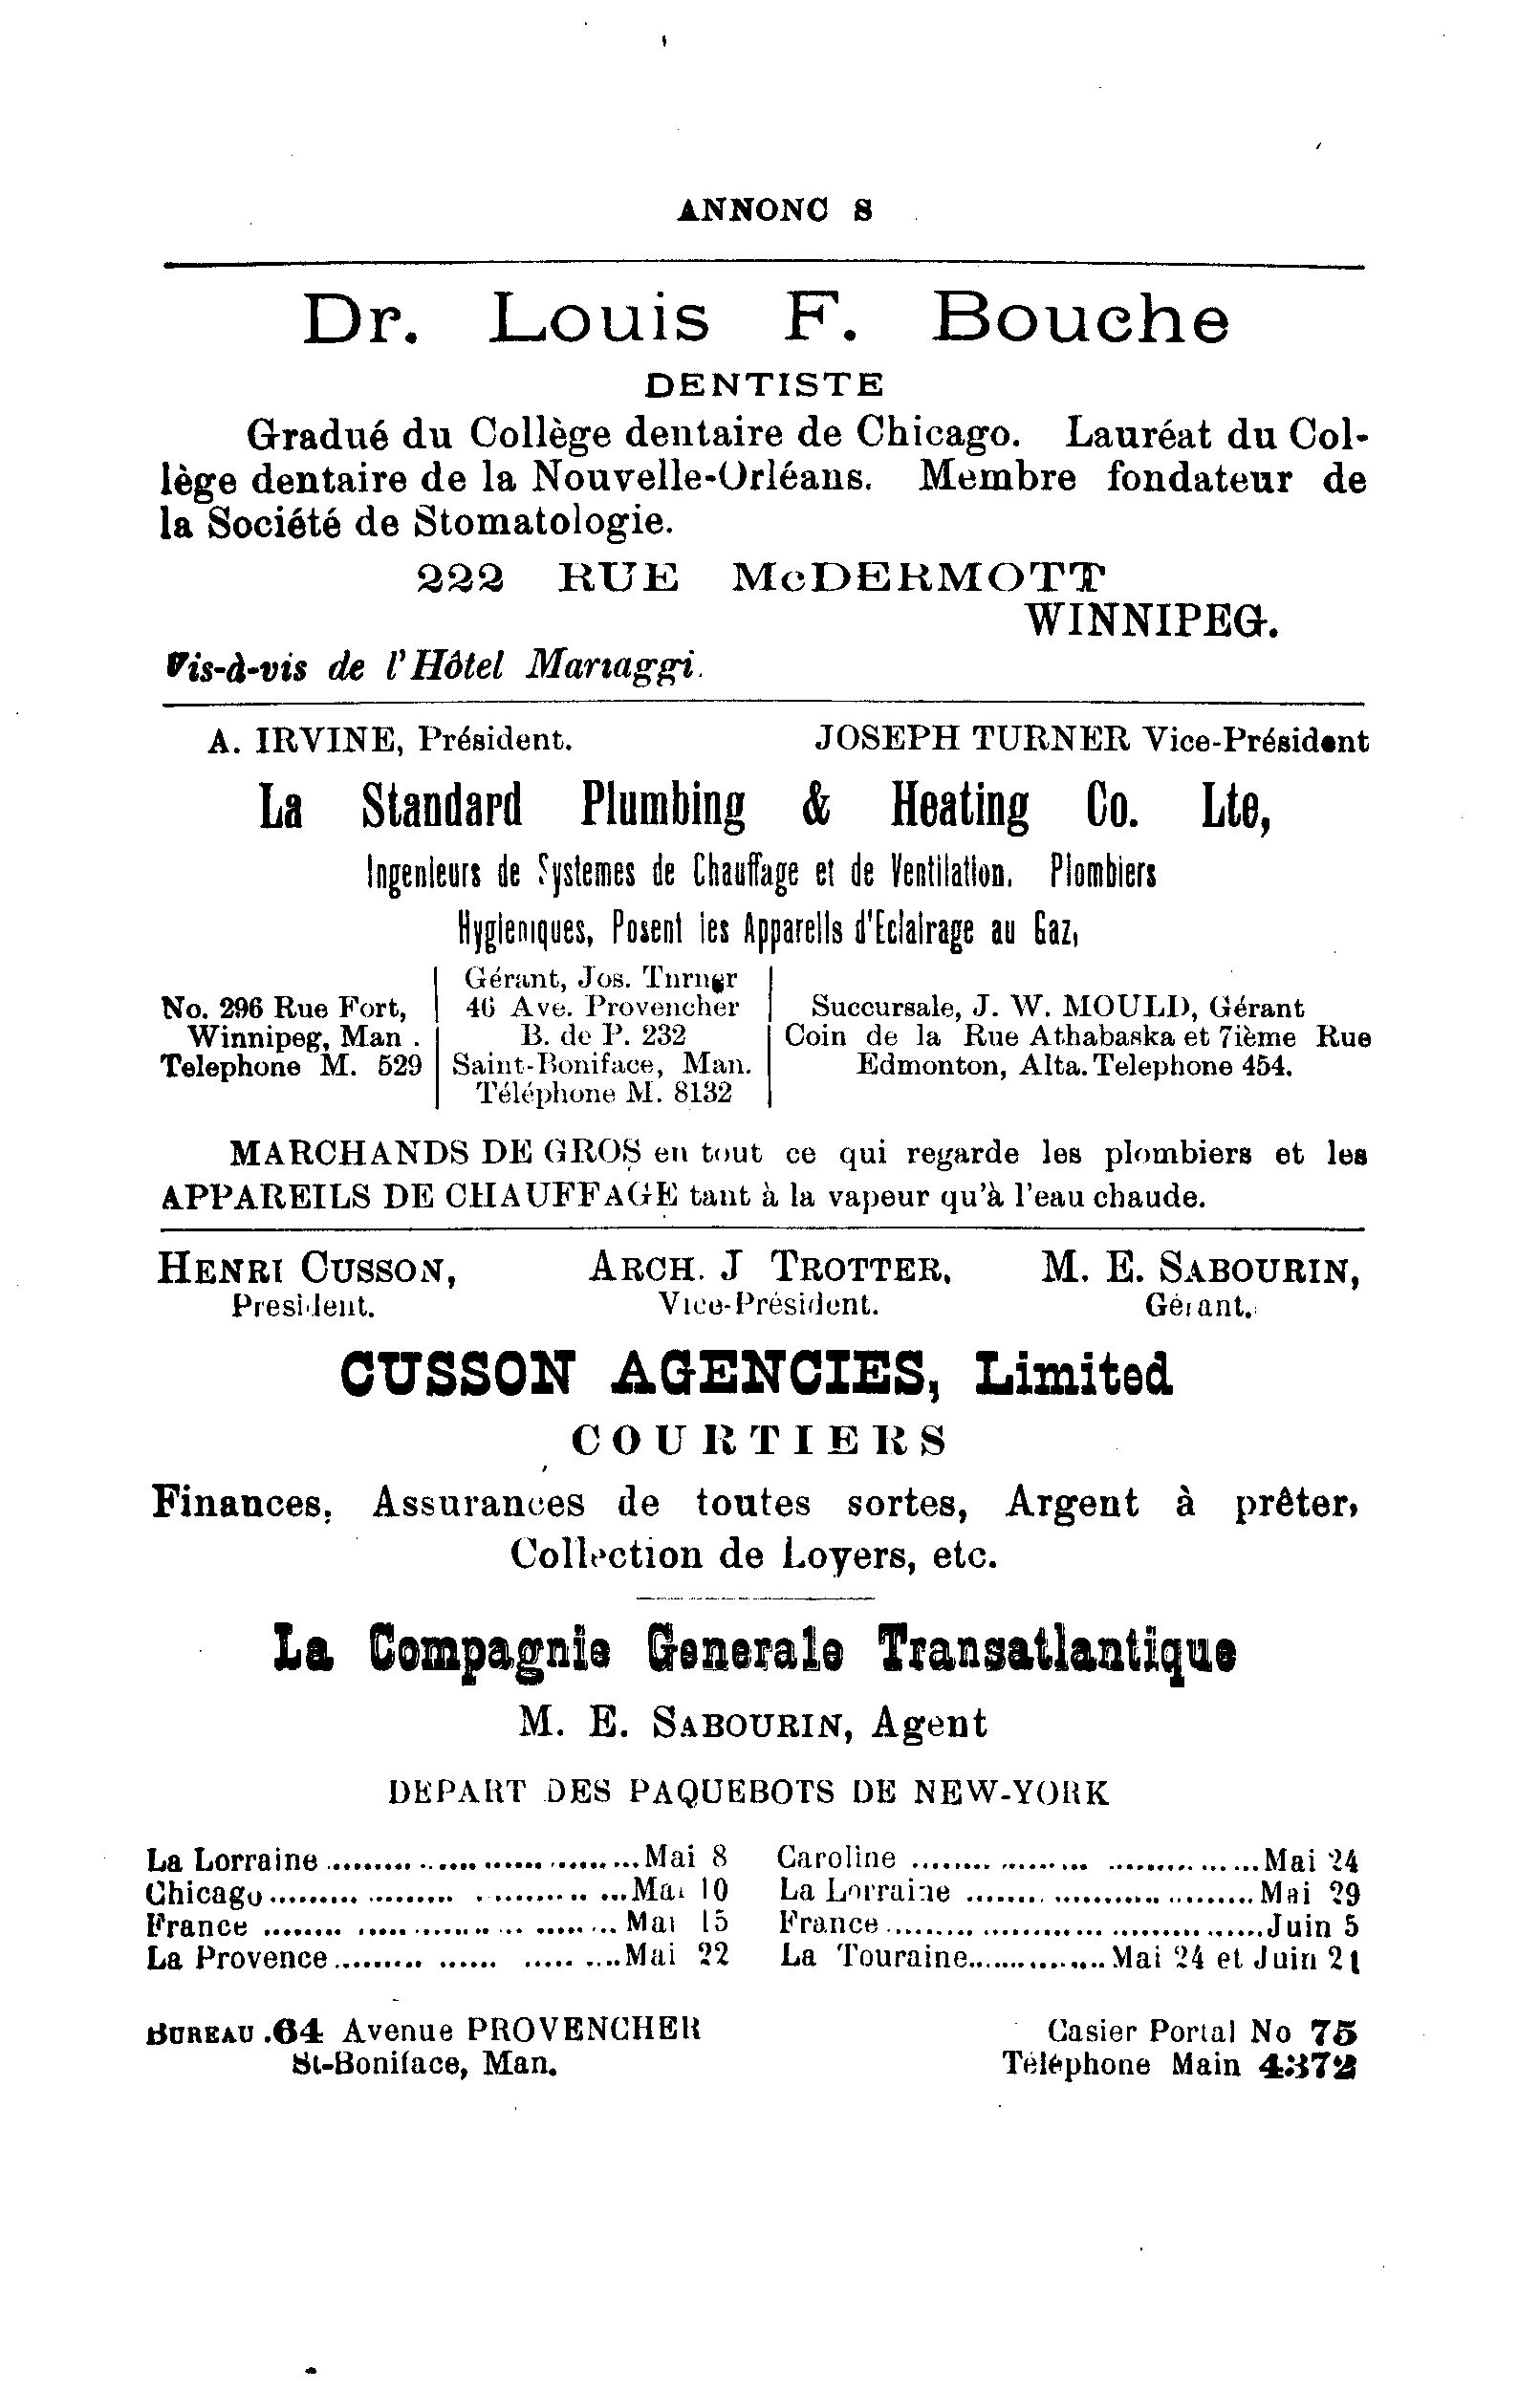 ANNONC S
Dr. Louis F. Bouche
DENTISTE
Gradué du Collège dentaire de Chicago. Lauréat du Col-
lège dentaire de la Nouvelle-Orléans. Membre fondateur de
la Société de Stomatologie.
222 RUE McDERMOTT
WINNIPEG.
Vis-à-vis de l'Hôtel Mariaggi.
A. IRVINE, Président. JOSEPH TURNER Vice-Président
La Standard Plumbing & Heating Co. Lte,
Ingenieurs de Systemes de Chauffage et de Ventilation. Plombiers
Hygieniques, Posent les Appareils d'Eclairage au Gaz,
No. 296 Rue Fort,
Winnipeg, Man.
Telephone M. 529
Gérant, Jos. Turner
46 Ave. Provencher
B. de P. 232
Saint-Boniface, Man.
Téléphone M. 8132
Succursale, J. W. MOULD, Gérant
Coin de la Rue Athabaska et 7ième Rue
Edmonton, Alta. Telephone 454.
MARCHANDS DE GROS en tout ce qui regarde les plombiers et les
APPAREILS DE CHAUFFAGE tant à la vapeur qu'à l'eau chaude.
HENRI CUSSON, ARCH. J TROTTER, M. E. SABOURIN,
President. Vice-Président. Gérant.
CUSSON AGENCIES, Limited
COURTIERS
Finances, Assurances de toutes sortes, Argent à prêter,
Collection de Loyers, etc.
La Compagnie Generale Transatlantique
M. E. SABOURIN, Agent
DEPART DES PAQUEBOTS DE NEW-YORK
La Lorraine ........................ Mai 8
Chicago ........................ Mai 10
France ........................ Mai 15
La Provence ........................ Mai 22
Caroline ........................ Mai 24
La Lorraine ........................ Mai 29
France ........................ Juin 5
La Touraine ............... Mai 24 et Juin 21
BUREAU .64 Avenue PROVENCHER
St-Boniface, Man.
Casier Portal No 75
Téléphone Main 4372